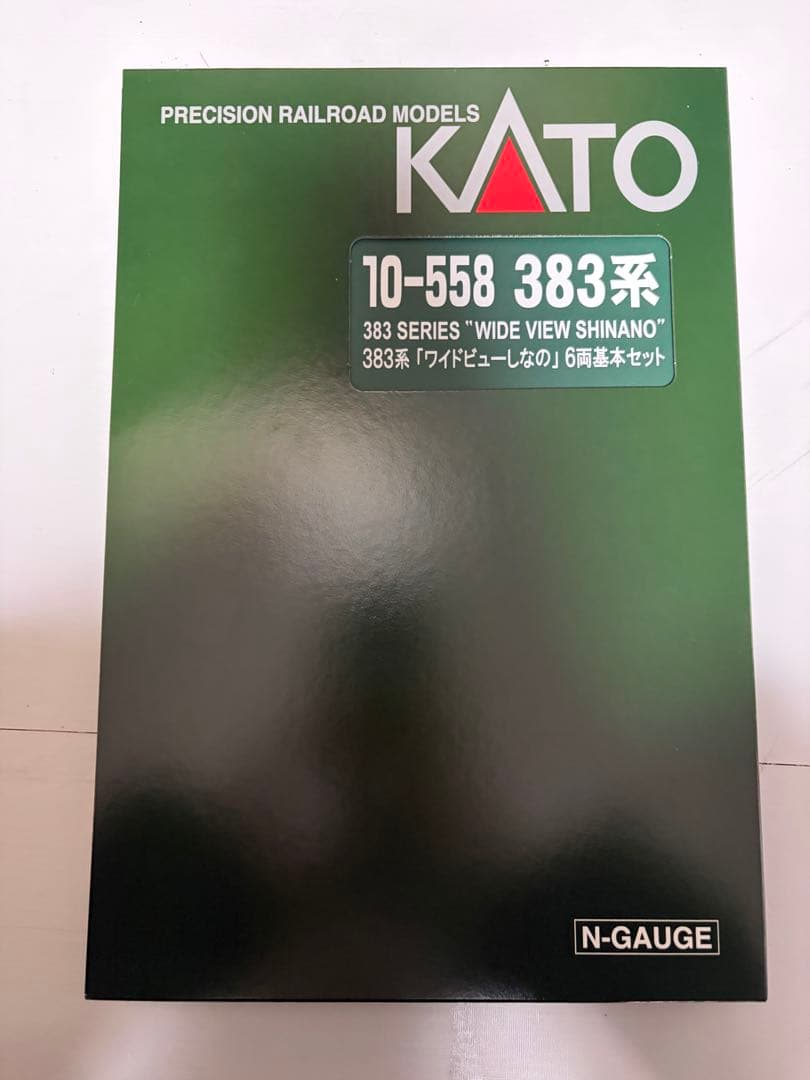 PRECISION RAILROAD MODELS
KATO
10-558 383系
383 SERIES "WIDE VIEW SHINANO"
383系「ワイドビューしなの」6両基本セット
N-GAUGE